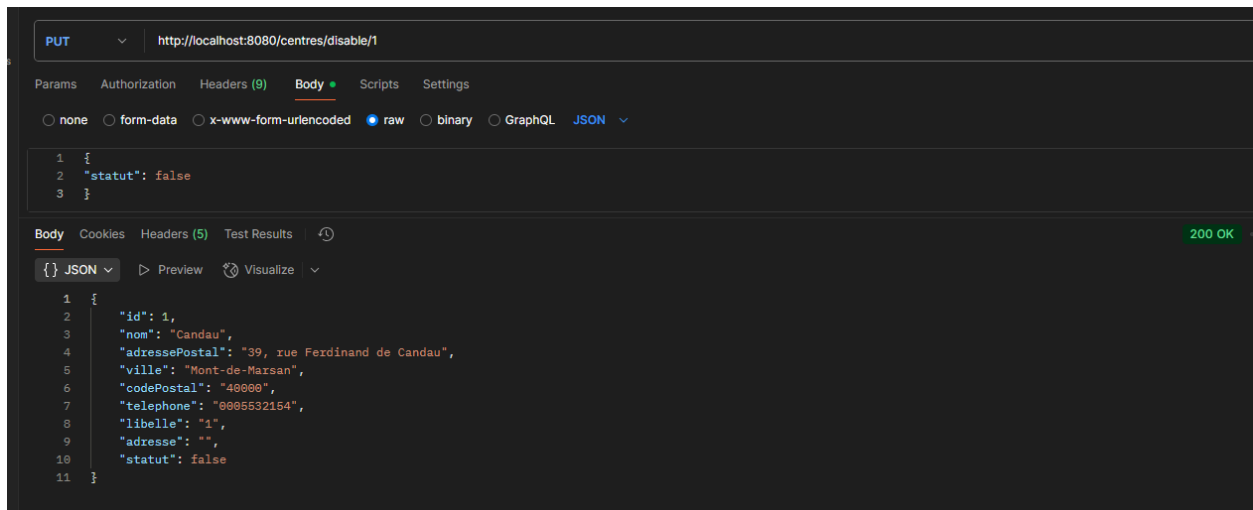 PUT http://localhost:8080/centres/disable/1
Params Authorization Headers (9) Body Scripts Settings
none form-data x-www-form-urlencoded raw binary GraphQL JSON
1 {
2 "statut": false
3 }
Body Cookies Headers (5) Test Results 200 OK
{} JSON Preview Visualize
1 {
2 "id": 1,
3 "nom": "Candau",
4 "adressePostal": "39, rue Ferdinand de Candau",
5 "ville": "Mont-de-Marsan",
6 "codePostal": "40000",
7 "telephone": "0005532154",
8 "libelle": "1",
9 "adresse": "",
10 "statut": false
11 }